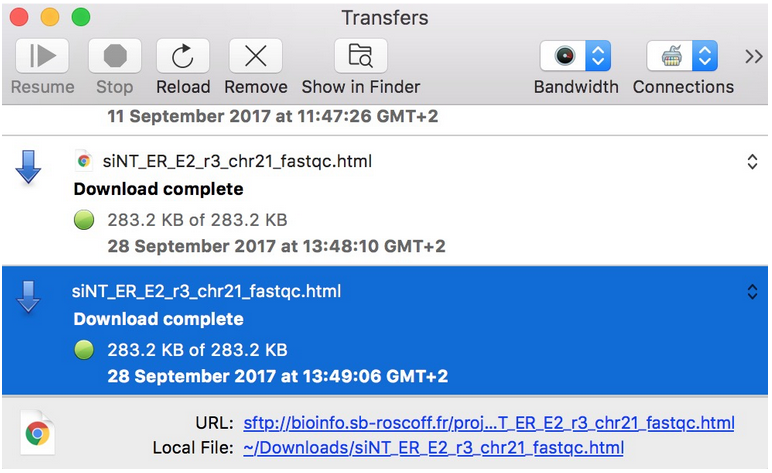 Transfers
Resume Stop Reload Remove Show in Finder Bandwidth Connections
11 September 2017 at 11:47:26 GMT+2
siNT_ER_E2_r3_chr21_fastqc.html
Download complete
283.2 KB of 283.2 KB
28 September 2017 at 13:48:10 GMT+2
siNT_ER_E2_r3_chr21_fastqc.html
Download complete
283.2 KB of 283.2 KB
28 September 2017 at 13:49:06 GMT+2
URL: sftp://bioinfo.sb-roscoff.fr/proj...T_ER_E2_r3_chr21_fastqc.html
Local File: ~/Downloads/siNT_ER_E2_r3_chr21_fastqc.html